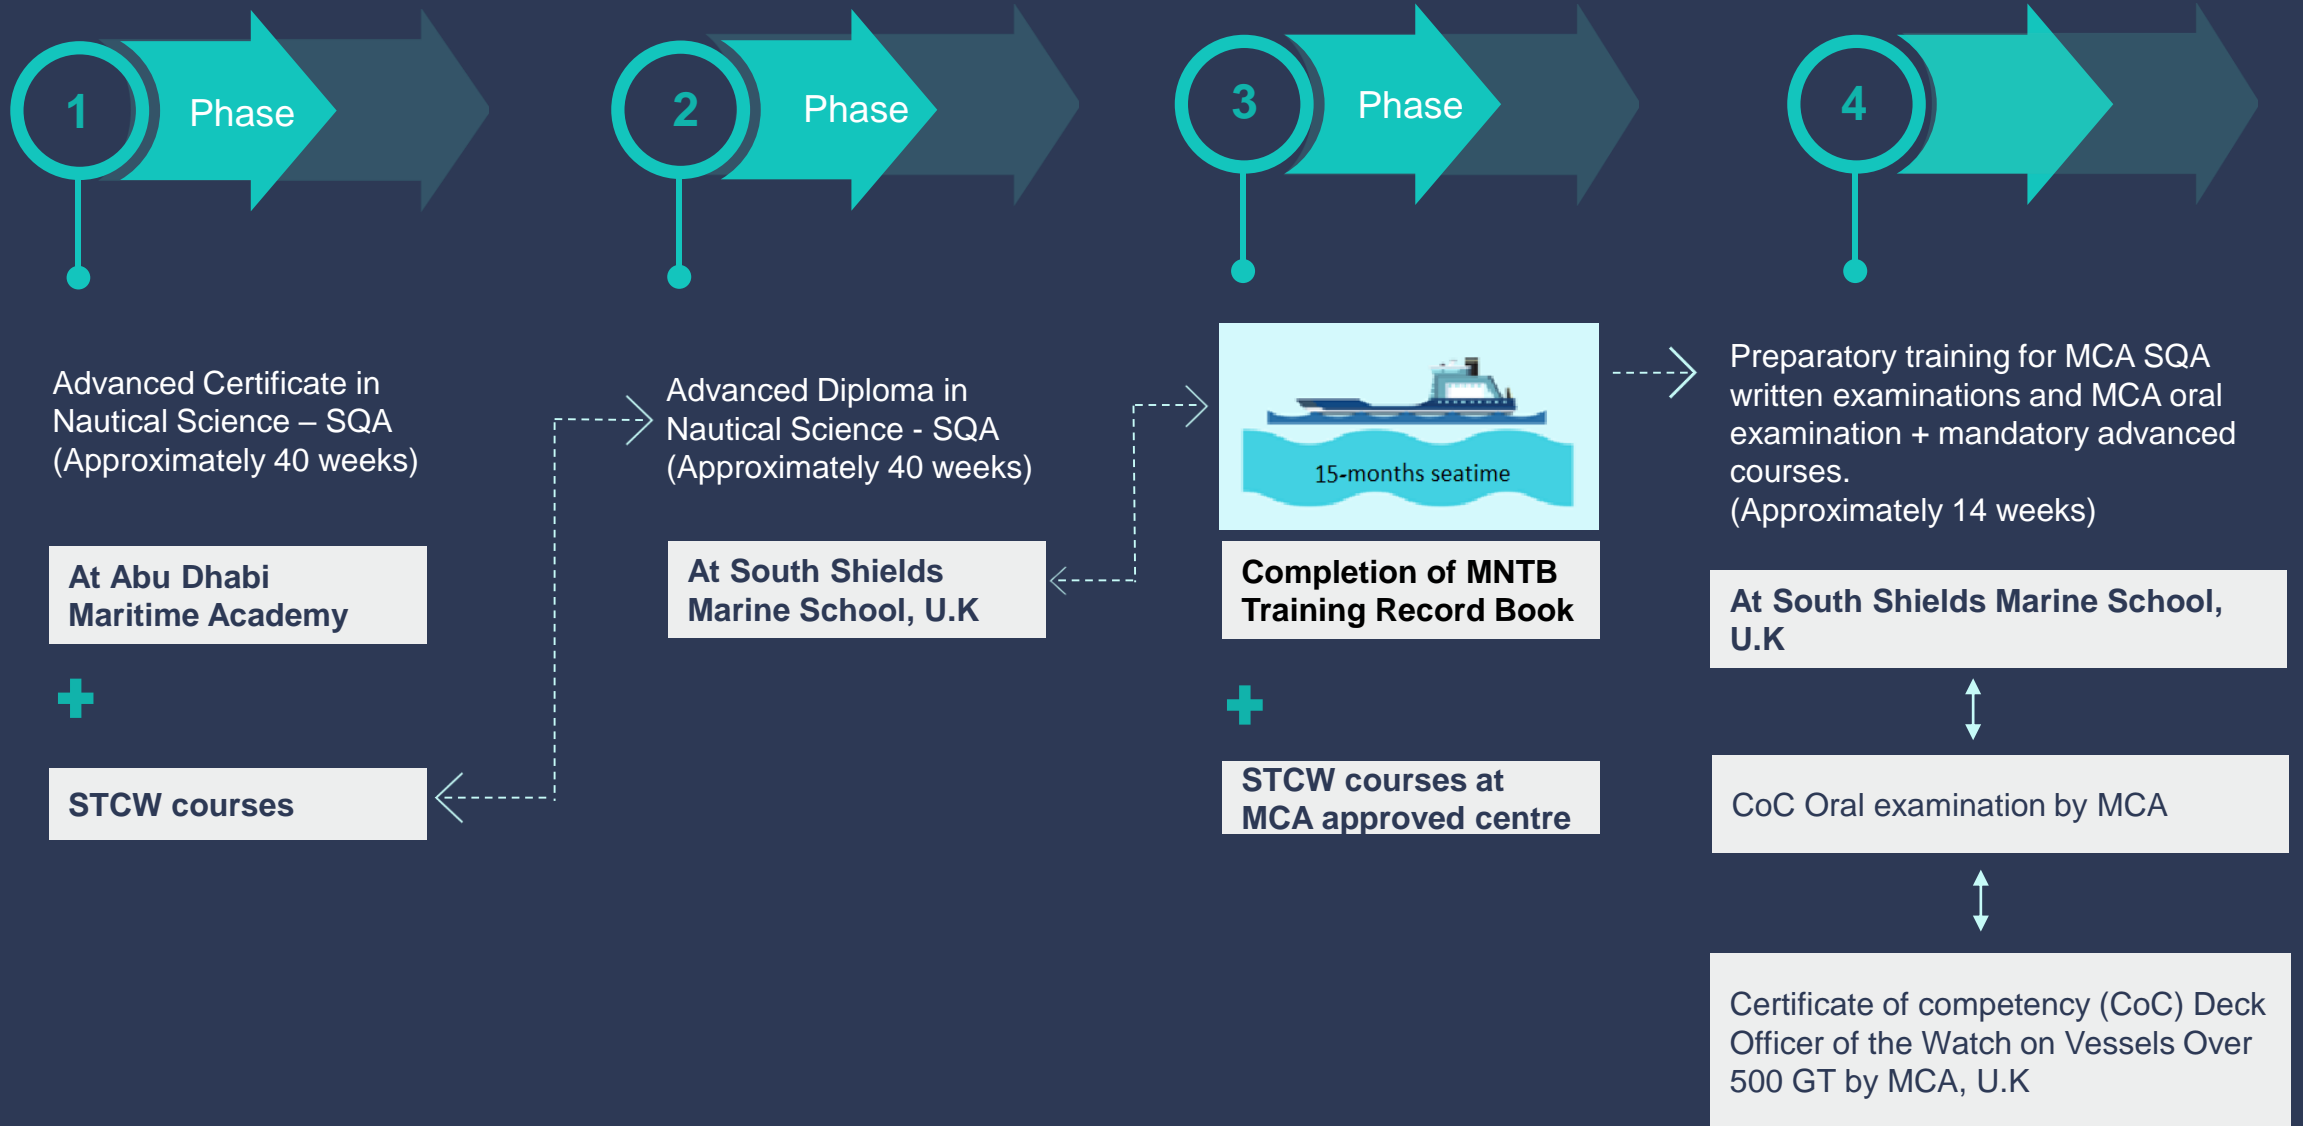 1
Phase
2
Phase
3
Phase
4
Advanced Certificate in
Nautical Science – SQA
(Approximately 40 weeks)
At Abu Dhabi
Maritime Academy
STCW courses
Advanced Diploma in
Nautical Science - SQA
(Approximately 40 weeks)
At South Shields
Marine School, U.K
15-months seatime
Completion of MNTB
Training Record Book
STCW courses at
MCA approved centre
Preparatory training for MCA SQA
written examinations and MCA oral
examination + mandatory advanced
courses.
(Approximately 14 weeks)
At South Shields Marine School,
U.K
CoC Oral examination by MCA
Certificate of competency (CoC) Deck
Officer of the Watch on Vessels Over
500 GT by MCA, U.K